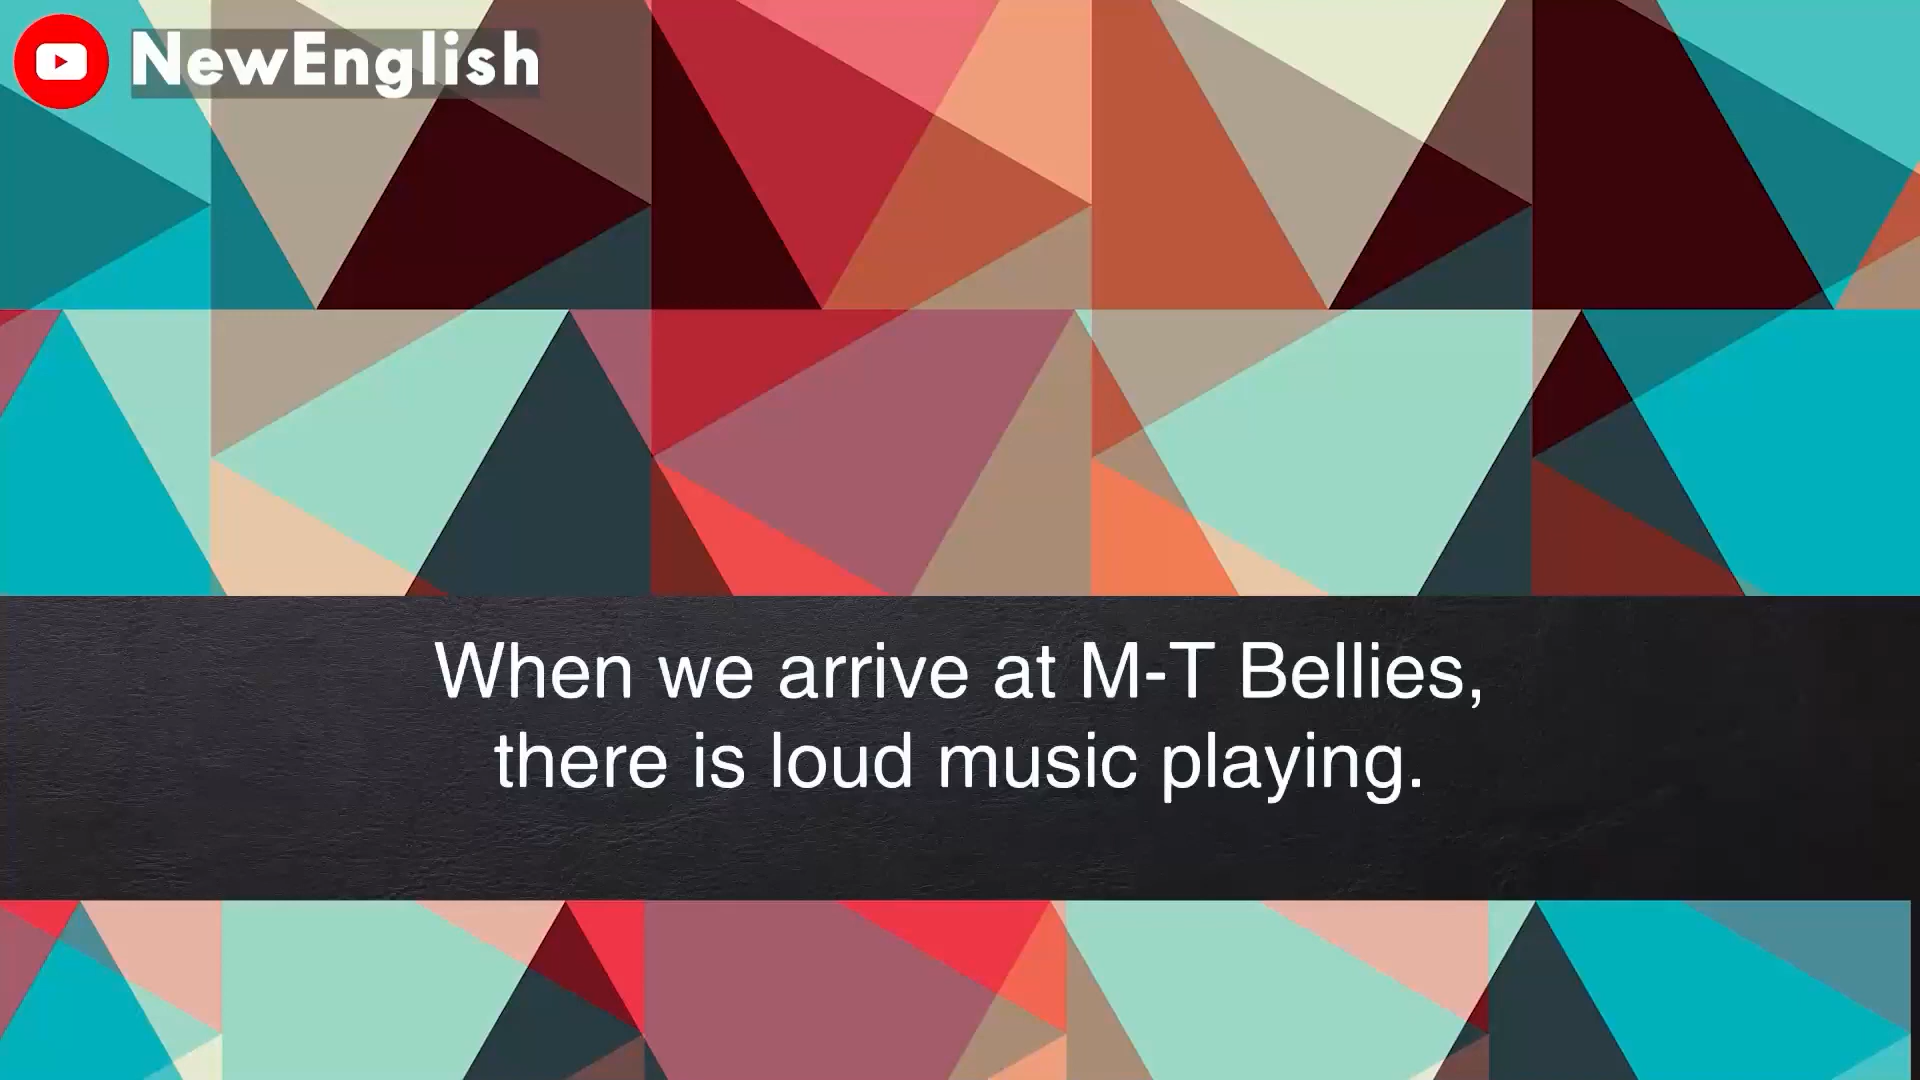 NewEnglish
When we arrive at M-T Bellies,
there is loud music playing.